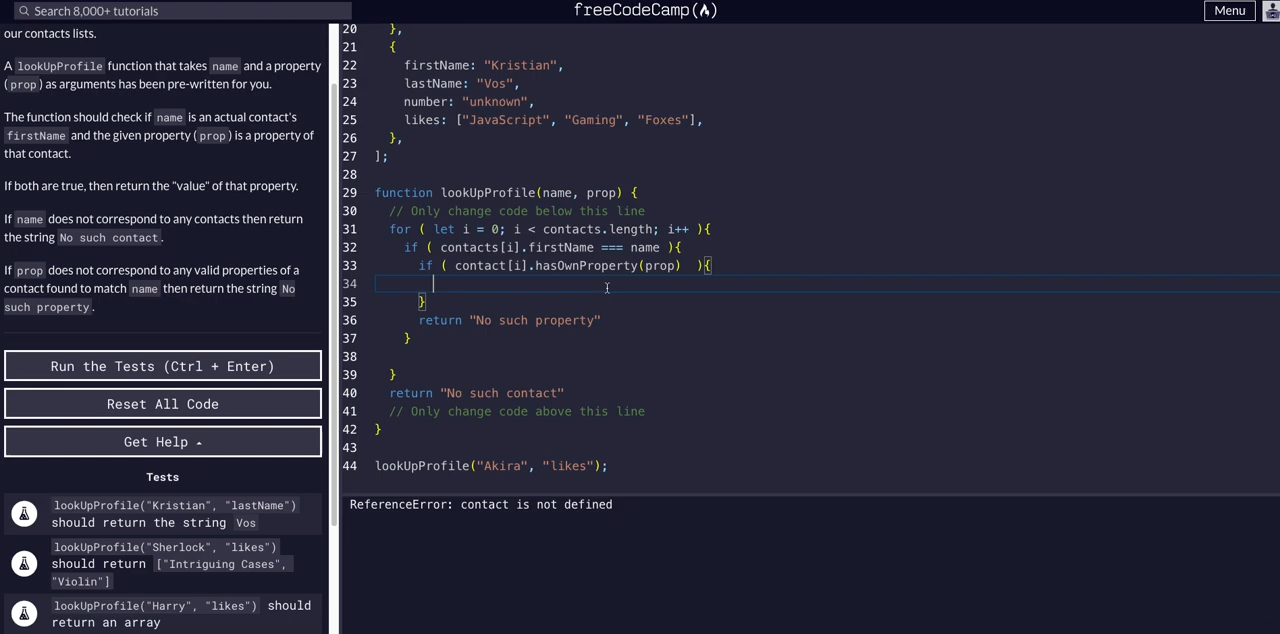 Search 8,000+ tutorials
freeCodeCamp(🔥)
Menu
our contacts lists.
A lookUpProfile function that takes name and a property
(prop) as arguments has been pre-written for you.
The function should check if name is an actual contact's
firstName and the given property (prop) is a property of
that contact.
If both are true, then return the "value" of that property.
If name does not correspond to any contacts then return
the string No such contact.
If prop does not correspond to any valid properties of a
contact found to match name then return the string No
such property.
Run the Tests (Ctrl + Enter)
Reset All Code
Get Help
Tests
lookUpProfile("Kristian", "lastName")
should return the string Vos
lookUpProfile("Sherlock", "likes")
should return ["Intriguing Cases",
"Violin"]
lookUpProfile("Harry", "likes") should
return an array
20 },
21 {
22 firstName: "Kristian",
23 lastName: "Vos",
24 number: "unknown",
25 likes: ["JavaScript", "Gaming", "Foxes"],
26 },
27 ];
28
29 function lookUpProfile(name, prop) {
30 // Only change code below this line
31 for ( let i = 0; i < contacts.length; i++ ){
32 if ( contacts[i].firstName === name ){
33 if ( contact[i].hasOwnProperty(prop)  ){
34
35 }
36 return "No such property"
37 }
38
39 }
40 return "No such contact"
41 // Only change code above this line
42 }
43
44 lookUpProfile("Akira", "likes");
ReferenceError: contact is not defined